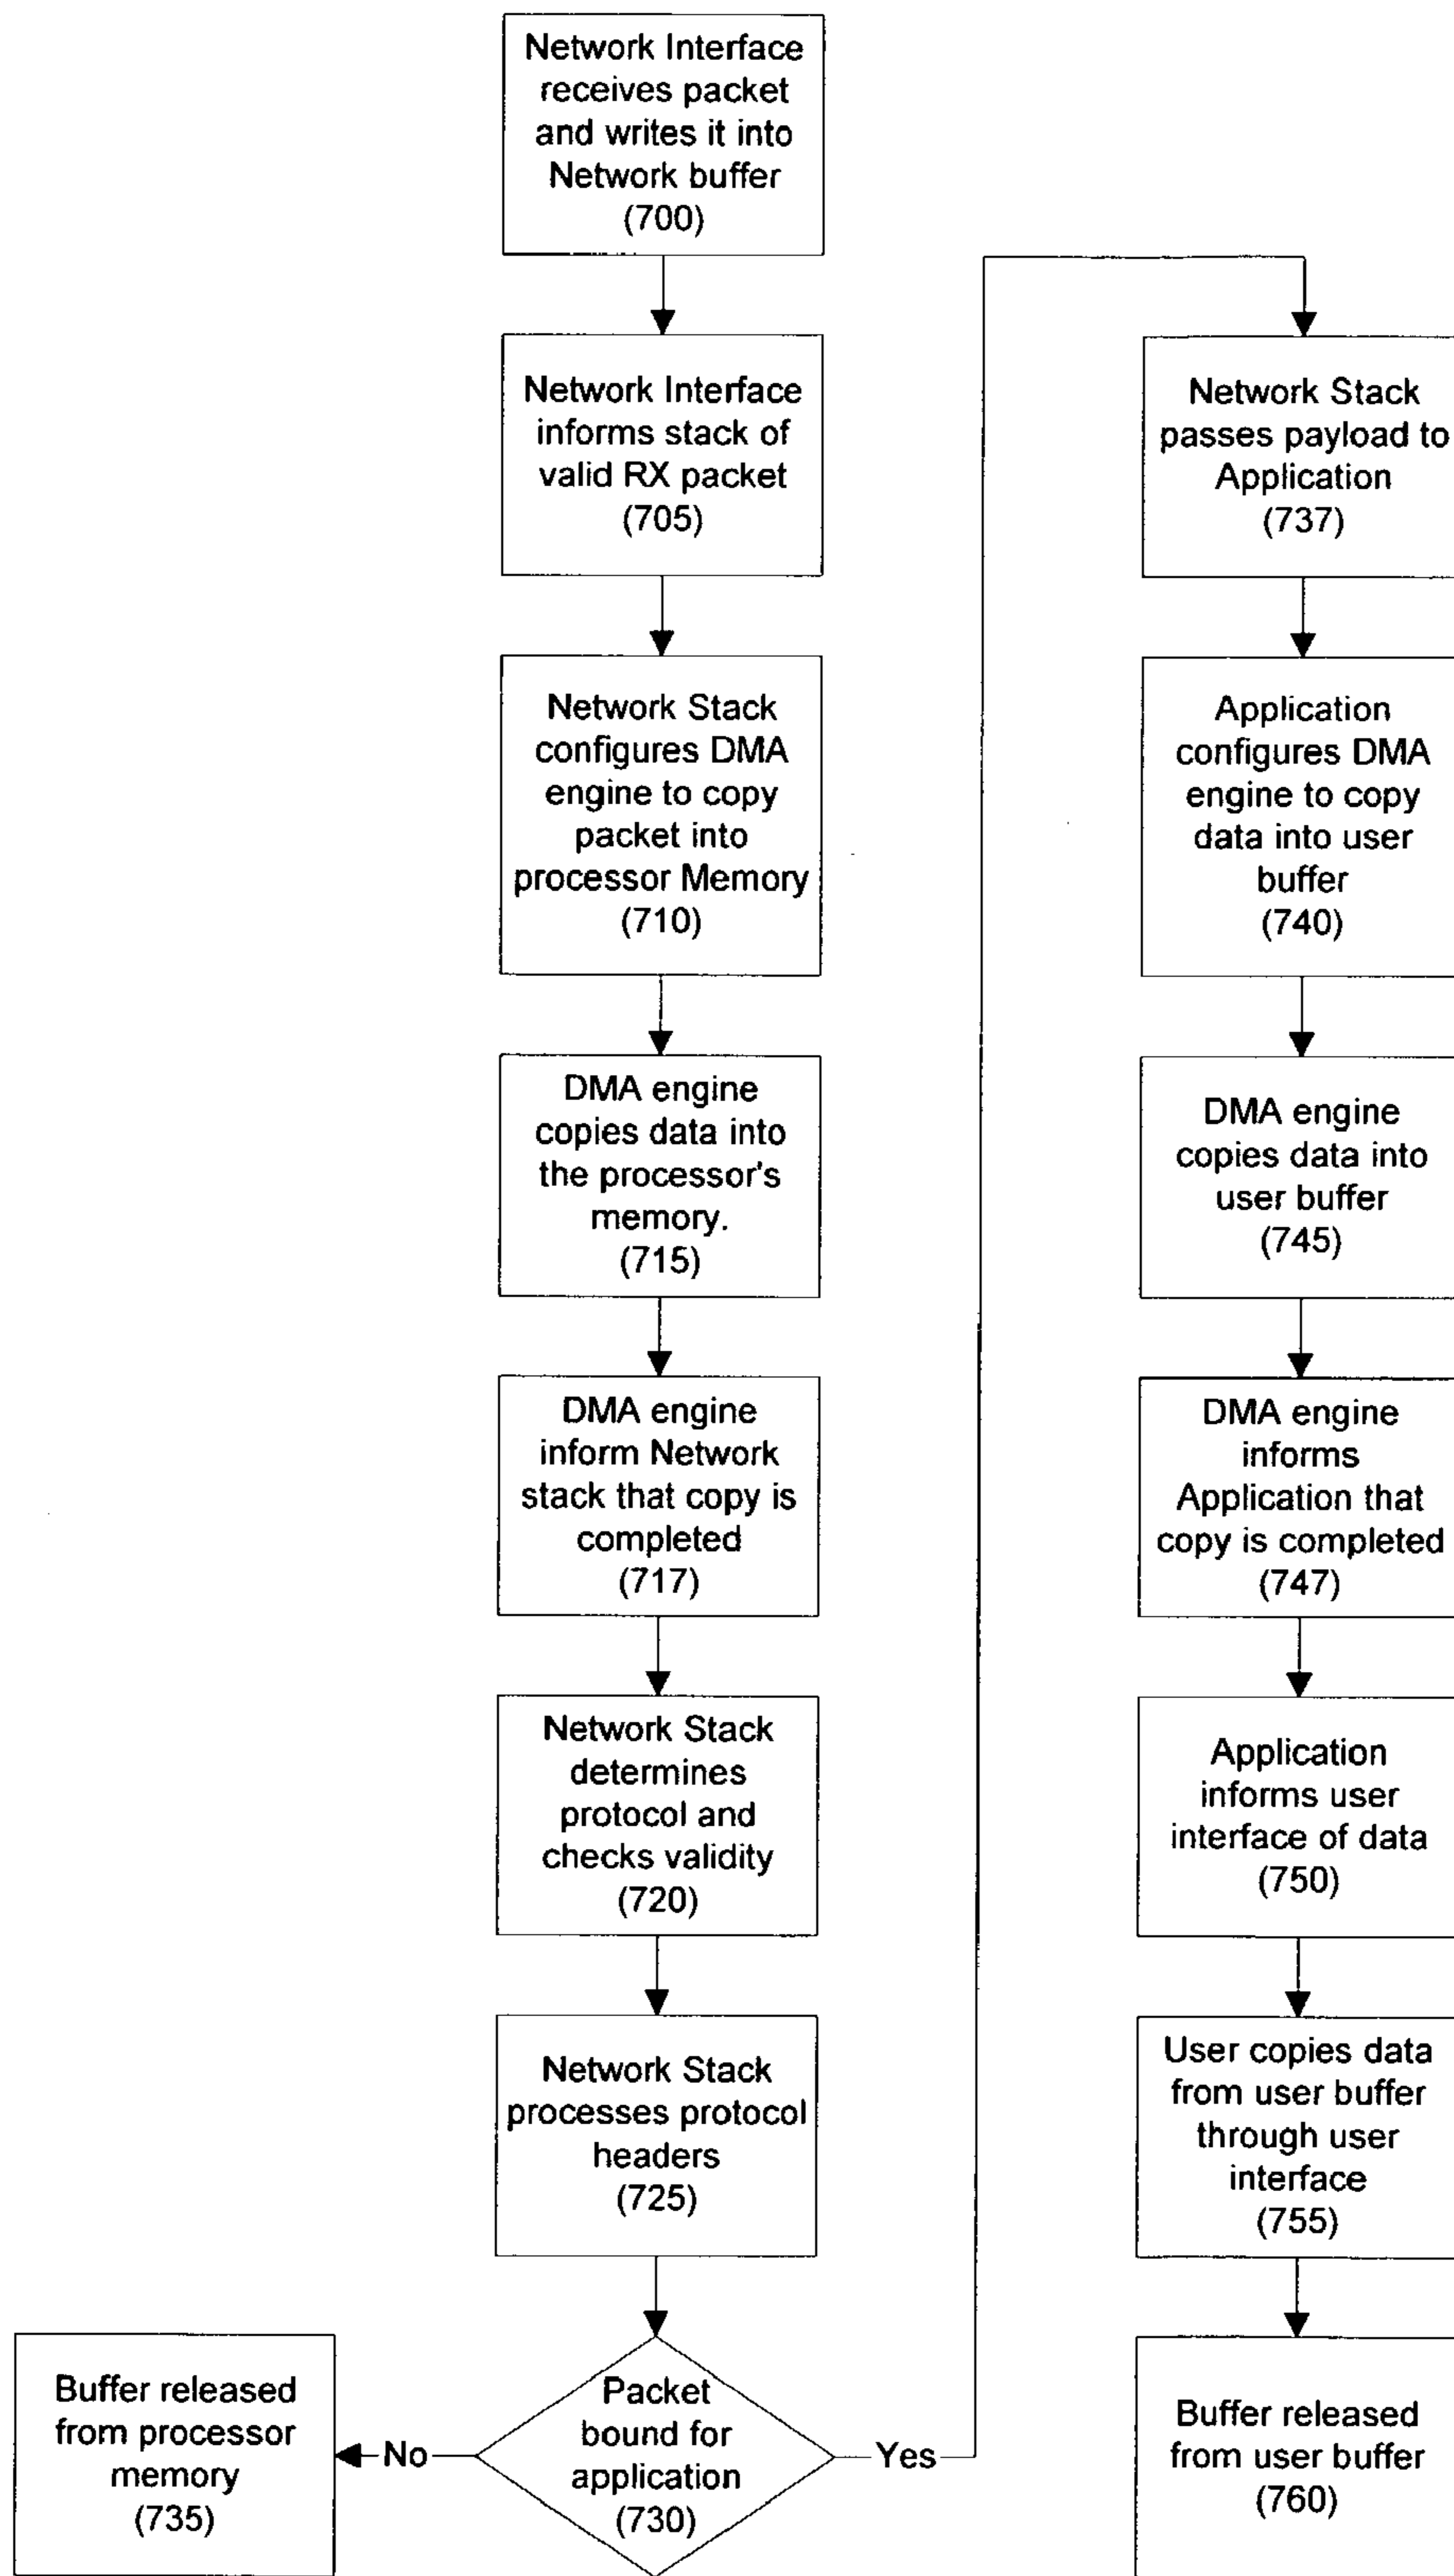 Network Interface
receives packet
and writes it into
Network buffer
(700)
Network Interface
informs stack of
valid RX packet
(705)
Network Stack
configures DMA
engine to copy
packet into
processor Memory
(710)
DMA engine
copies data into
the processor's
memory.
(715)
DMA engine
inform Network
stack that copy is
completed
(717)
Network Stack
determines
protocol and
checks validity
(720)
Network Stack
processes protocol
headers
(725)
Packet
bound for
application
(730)
No
Yes
Buffer released
from processor
memory
(735)
Network Stack
passes payload to
Application
(737)
Application
configures DMA
engine to copy
data into user
buffer
(740)
DMA engine
copies data into
user buffer
(745)
DMA engine
informs
Application that
copy is completed
(747)
Application
informs user
interface of data
(750)
User copies data
from user buffer
through user
interface
(755)
Buffer released
from user buffer
(760)